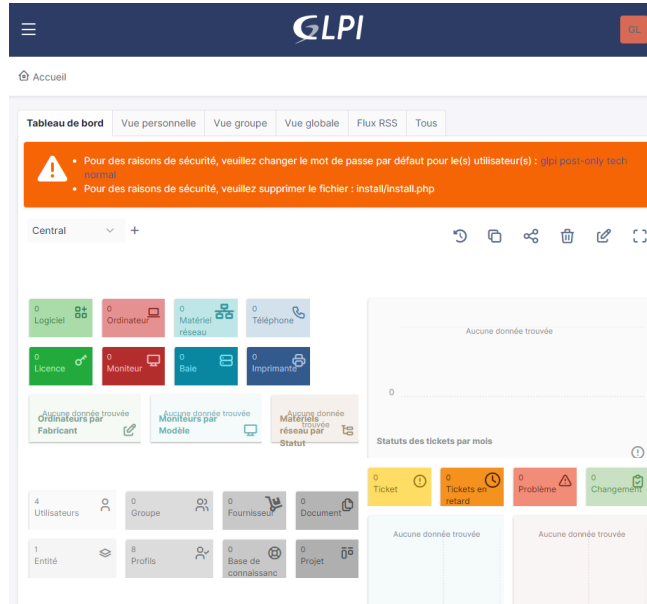 GLPI
GL
Accueil
Tableau de bord
Vue personnelle
Vue groupe
Vue globale
Flux RSS
Tous
Pour des raisons de sécurité, veuillez changer le mot de passe par défaut pour le(s) utilisateur(s) : glpi post-only tech
normal
Pour des raisons de sécurité, veuillez supprimer le fichier : install/install.php
Central
0
Logiciel
0
Ordinateur
0
Matériel
réseau
0
Téléphone
0
Licence
0
Moniteur
0
Baie
0
Imprimante
Aucune donnée trouvée
0
Statuts des tickets par mois
Aucune donnée trouvée
Ordinateurs par
Fabricant
Aucune donnée trouvée
Moniteurs par
Modèle
Aucune donnée
trouvée
Matériels
réseau par
Statut
0
Ticket
0
Tickets en
retard
0
Problème
0
Changement
4
Utilisateurs
0
Groupe
0
Fournisseur
0
Document
1
Entité
8
Profils
0
Base de
connaissanc
0
Projet
Aucune donnée trouvée
Aucune donnée trouvée